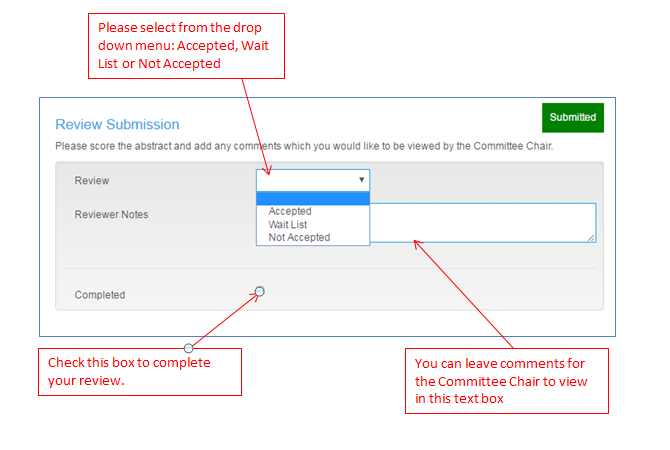 Please select from the drop
down menu: Accepted, Wait
List or Not Accepted
Submitted
Review Submission
Please score the abstract and add any comments which you would like to be viewed by the Committee Chair.
Review
Accepted
Wait List
Not Accepted
Reviewer Notes
Completed
Check this box to complete
your review.
You can leave comments for
the Committee Chair to view
in this text box